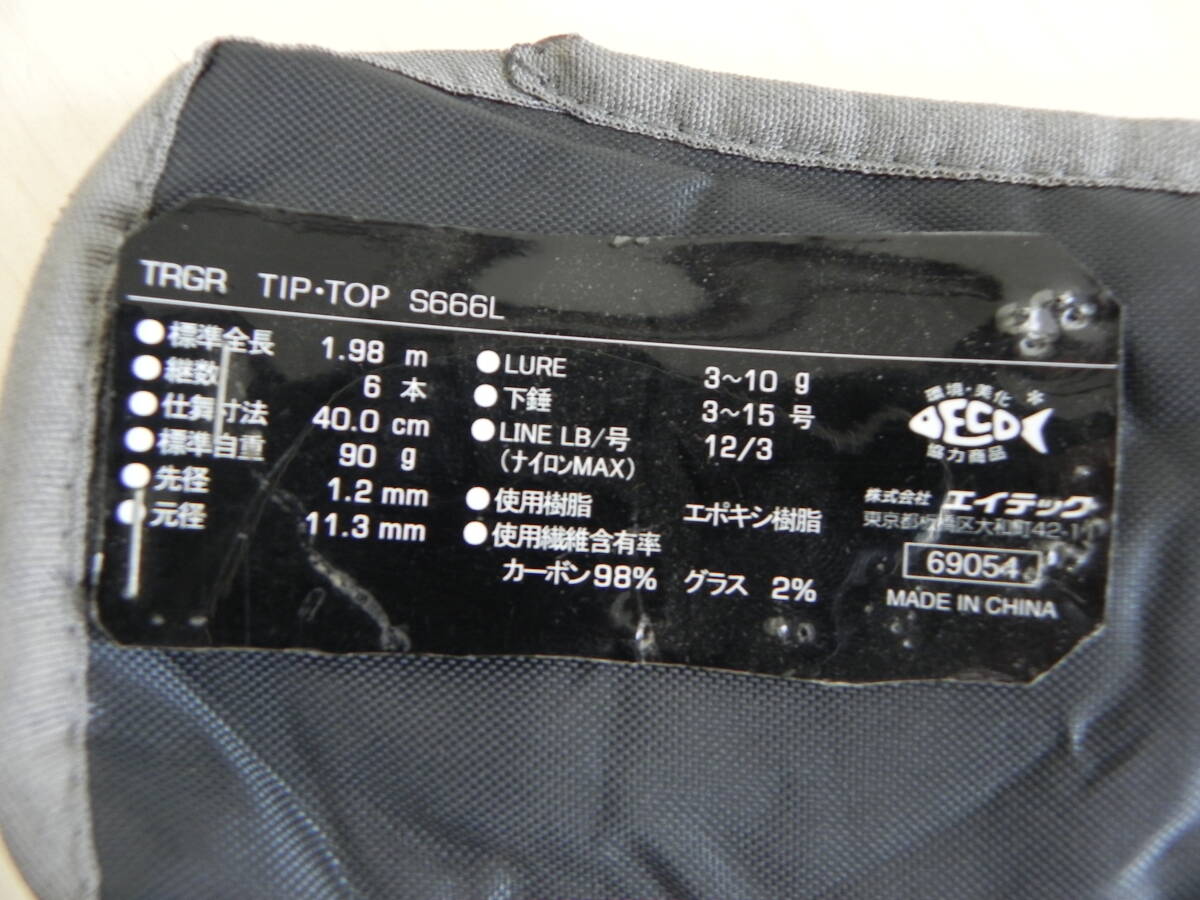 TRGR TIP・TOP S666L
●標準全長 1.98 m
●継数 6 本
●仕舞寸法 40.0 cm
●標準自重 90 g
●先径 1.2 mm
●元径 11.3 mm
●LURE 3~10 g
●下錘 3~15 号
●LINE LB/号 12/3
(ナイロンMAX)
●使用樹脂 エポキシ樹脂
●使用繊維含有率
カーボン98% グラス 2%
環境・美化
ECO
協力商品
株式会社 エイテック
東京都板橋区大和町42-1
69054
MADE IN CHINA